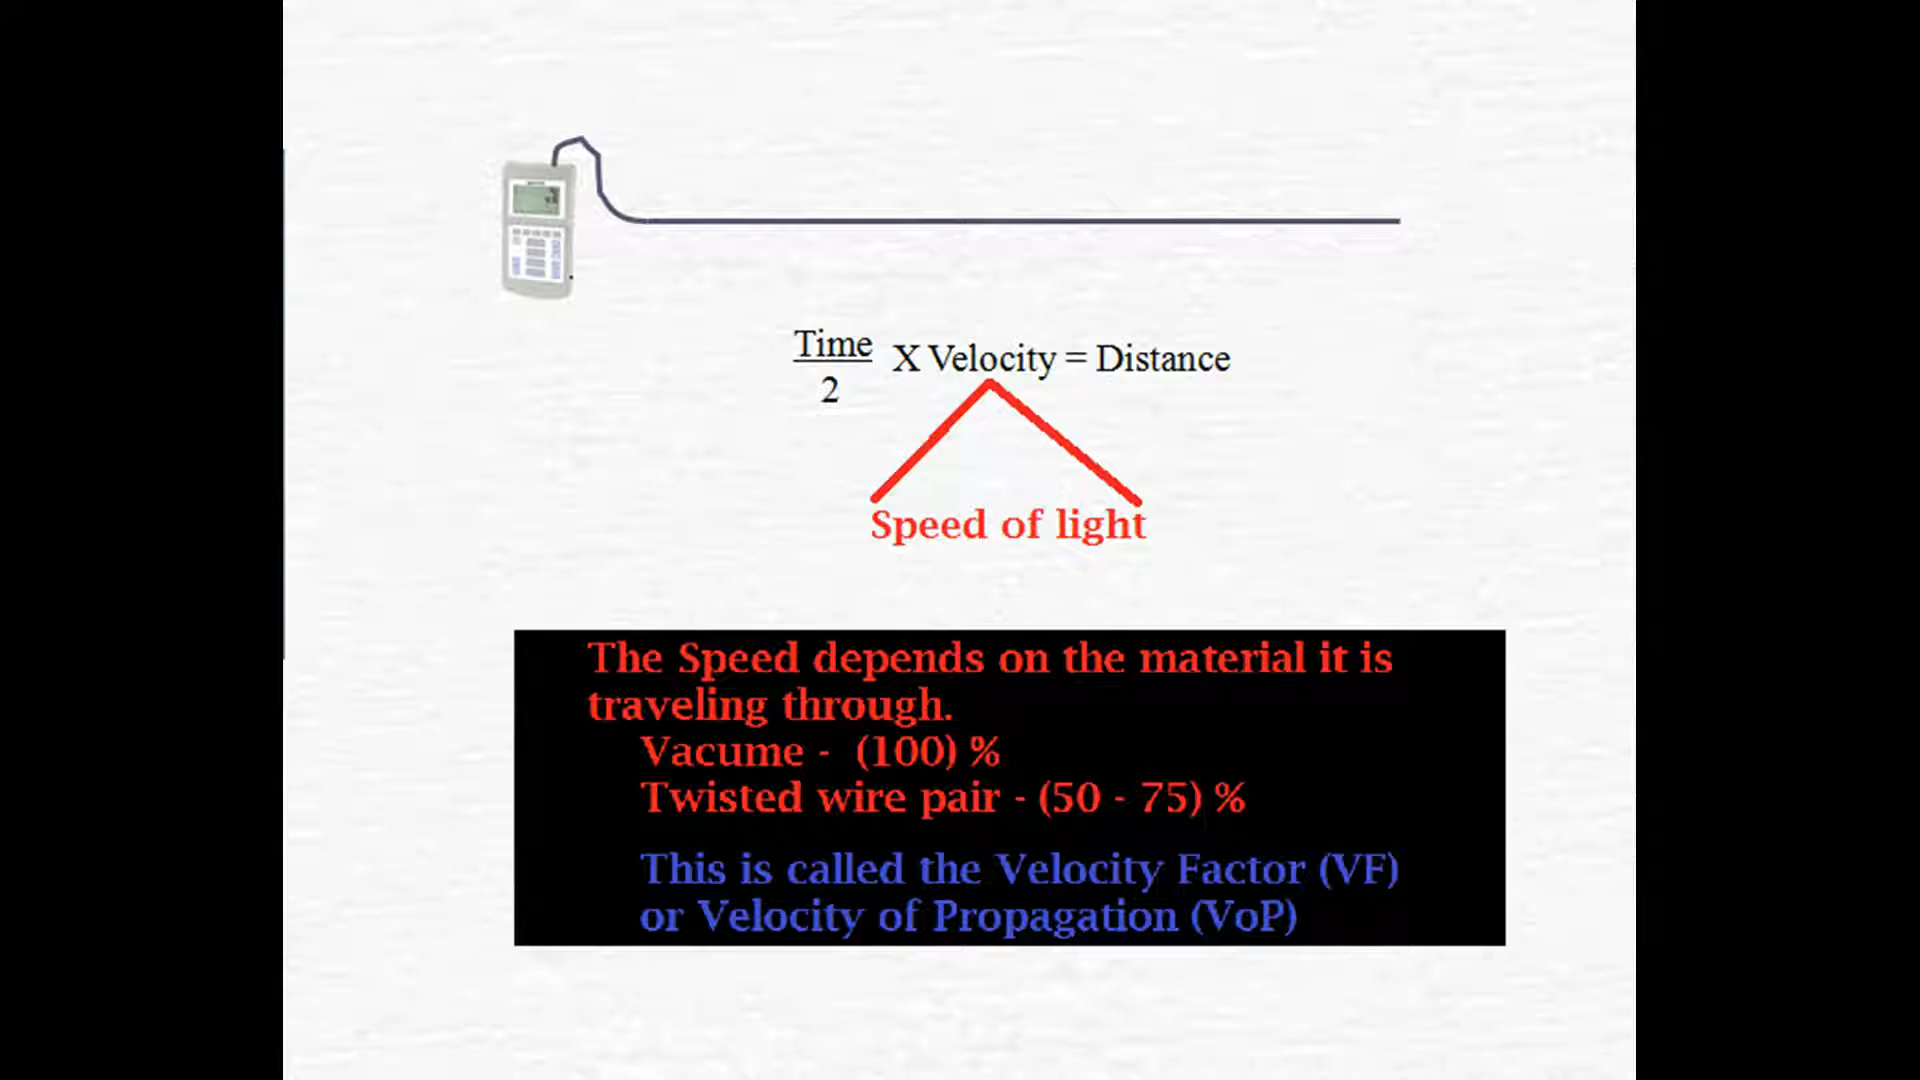 Time
2
X Velocity = Distance
Speed of light
The Speed depends on the material it is
traveling through.
Vacume - (100) %
Twisted wire pair - (50 - 75) %
This is called the Velocity Factor (VF)
or Velocity of Propagation (VoP)